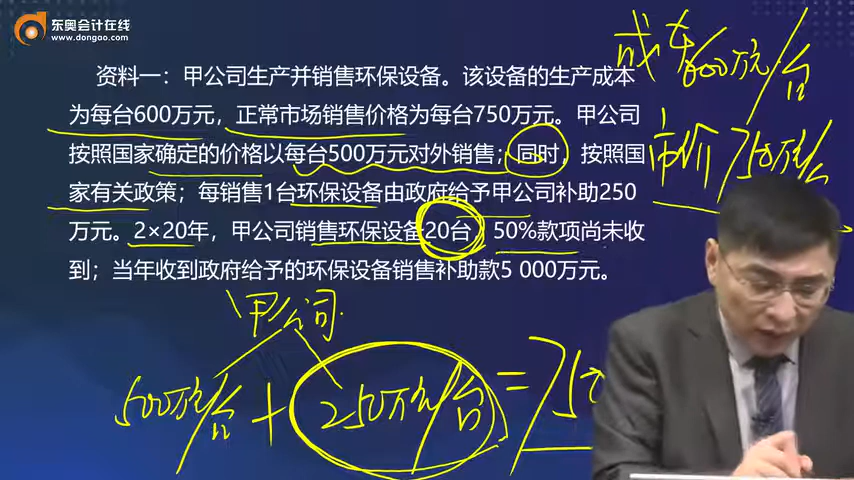 东奥会计在线
www.dongao.com
资料一：甲公司生产并销售环保设备。该设备的生产成本
为每台600万元，正常市场销售价格为每台750万元。甲公司
按照国家确定的价格以每台500万元对外销售；同时，按照国
家有关政策；每销售1台环保设备由政府给予甲公司补助250
万元。2×20年，甲公司销售环保设备20台，50%款项尚未收
到；当年收到政府给予的环保设备销售补助款5 000万元。
成本600万元/台
市价750万元
甲公司
500万元/台+250万元/台=750